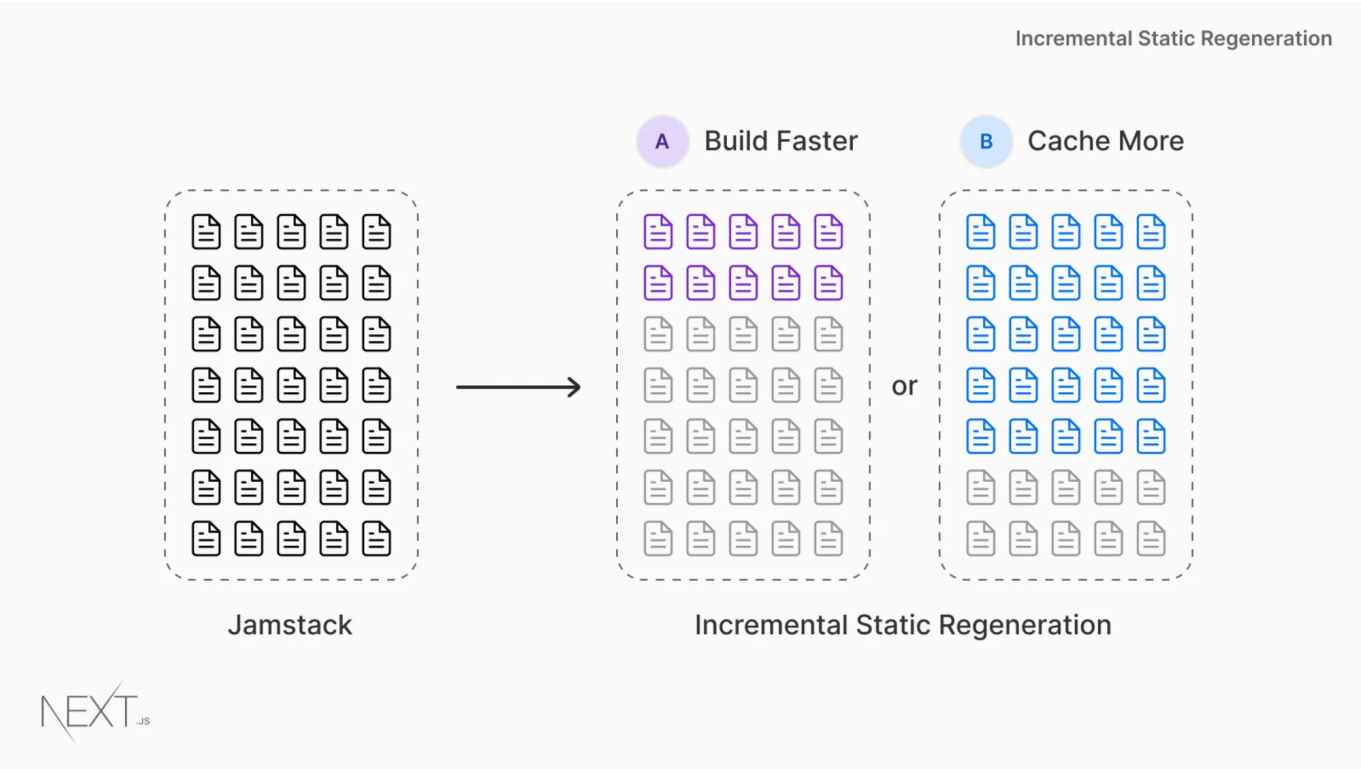 Incremental Static Regeneration
A Build Faster
B Cache More
or
Jamstack
Incremental Static Regeneration
NEXT.JS